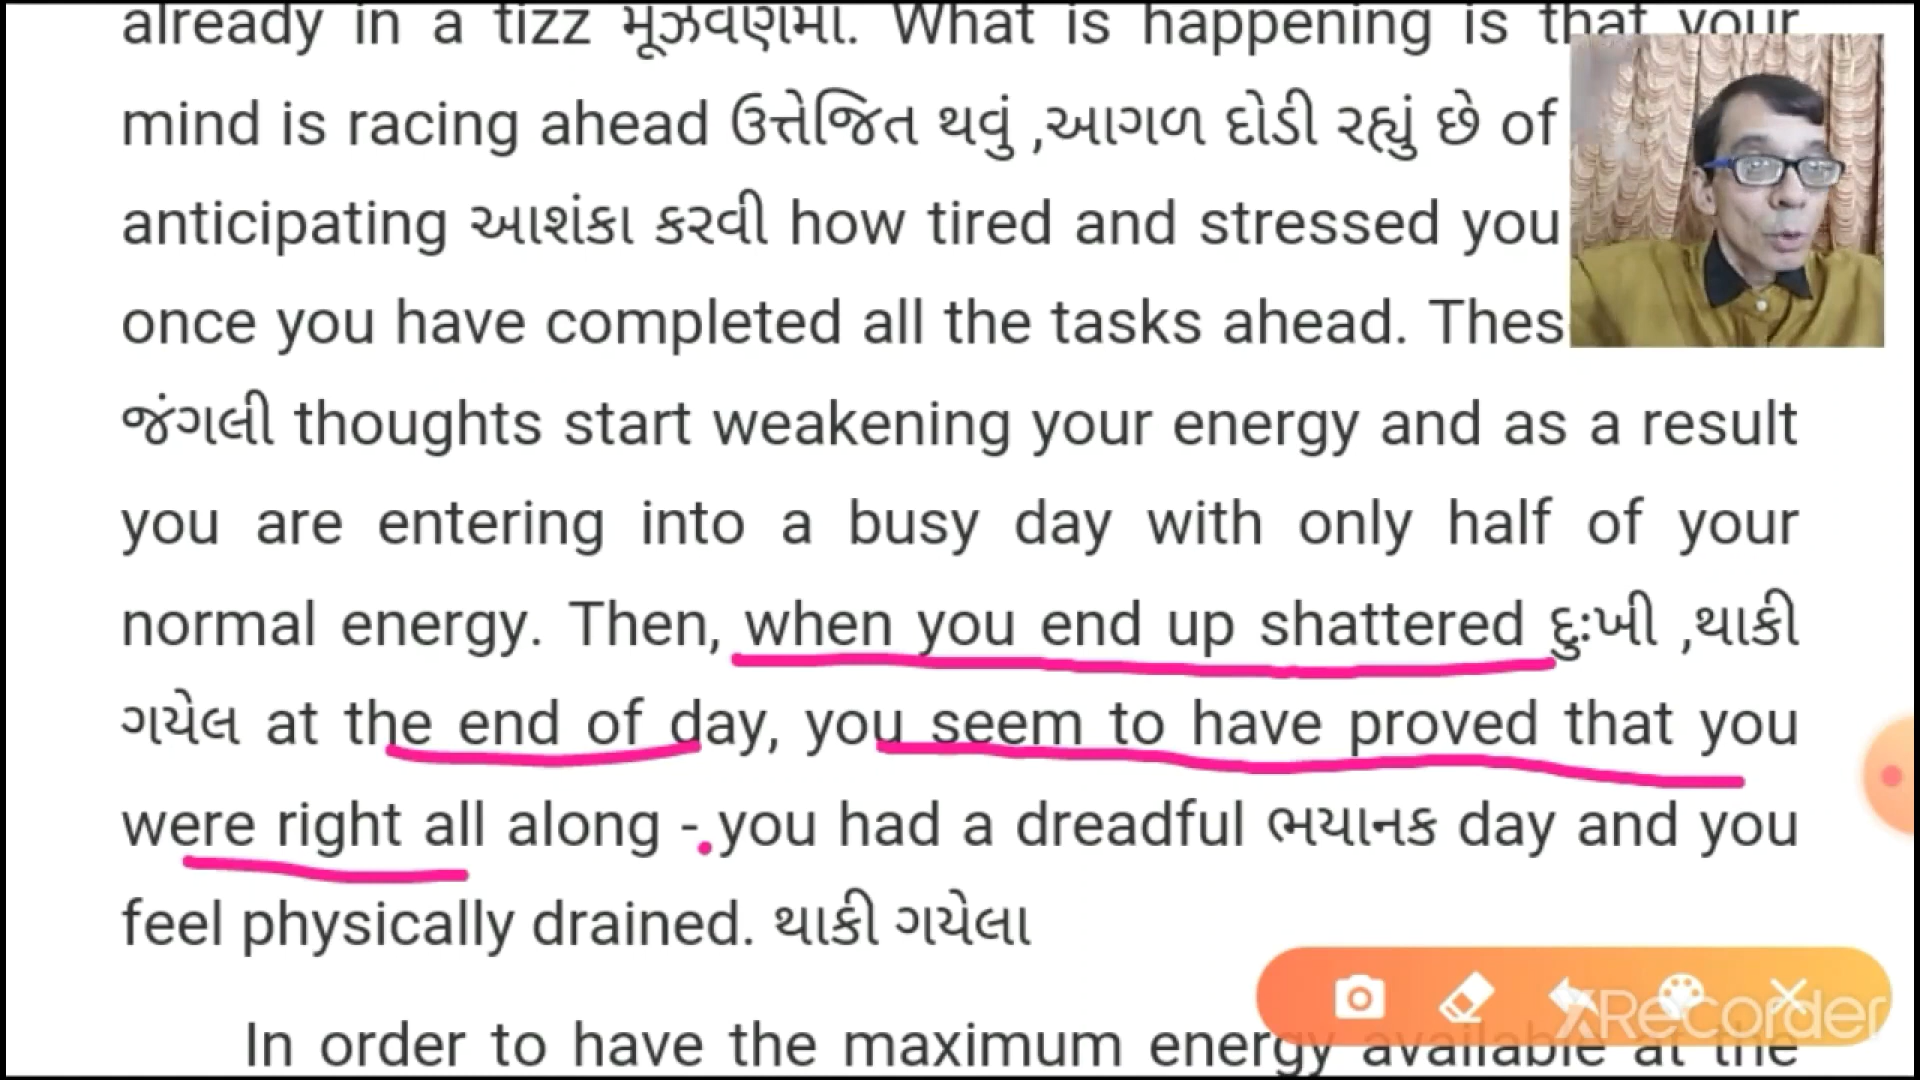 already in a tizz મૂઝવણમાં. What is happening is that your
mind is racing ahead ઉત્તેજિત થવું ,આગળ દોડી રહ્યું છે of
anticipating આશંકા કરવી how tired and stressed you
once you have completed all the tasks ahead. Thes
જંગલી thoughts start weakening your energy and as a result
you are entering into a busy day with only half of your
normal energy. Then, when you end up shattered દુઃખી ,થાકી
ગયેલ at the end of day, you seem to have proved that you
were right all along - you had a dreadful ભયાનક day and you
feel physically drained. થાકી ગયેલા
In order to have the maximum energy available at the
XRecorder